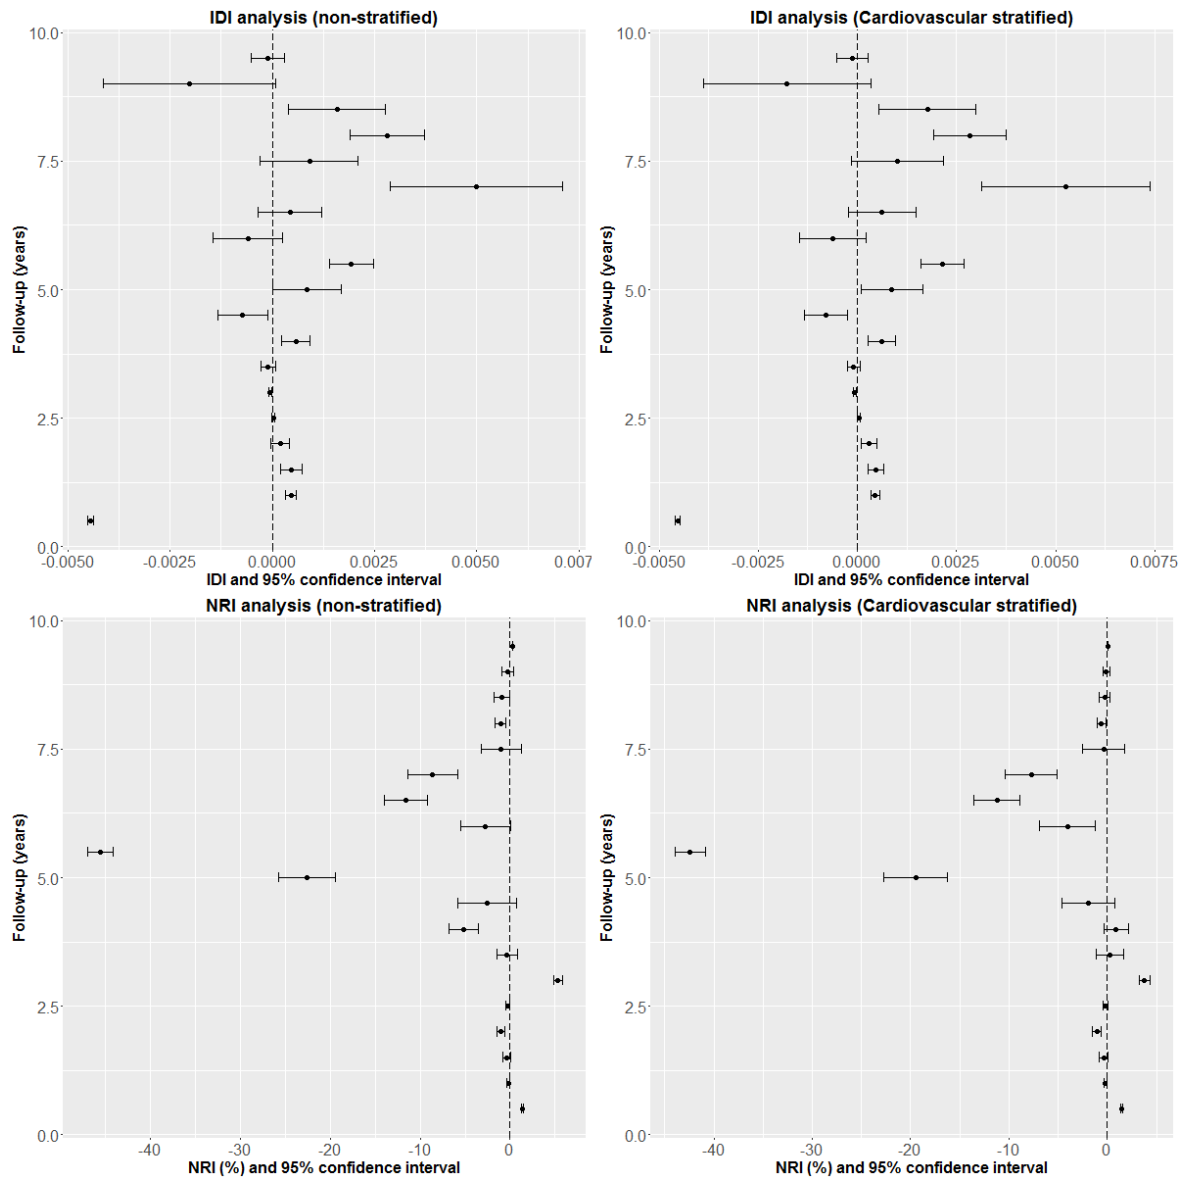 IDI analysis (non-stratified)
10.0
7.5
5.0
2.5
0.0
Follow-up (years)
-0.0050 -0.0025 0.0000 0.0025 0.0050 0.007
IDI and 95% confidence interval
IDI analysis (Cardiovascular stratified)
10.0
7.5
5.0
2.5
0.0
Follow-up (years)
-0.0050 -0.0025 0.0000 0.0025 0.0050 0.0075
IDI and 95% confidence interval
NRI analysis (non-stratified)
10.0
7.5
5.0
2.5
0.0
Follow-up (years)
-40 -30 -20 -10 0
NRI (%) and 95% confidence interval
NRI analysis (Cardiovascular stratified)
10.0
7.5
5.0
2.5
0.0
Follow-up (years)
-40 -30 -20 -10 0
NRI (%) and 95% confidence interval